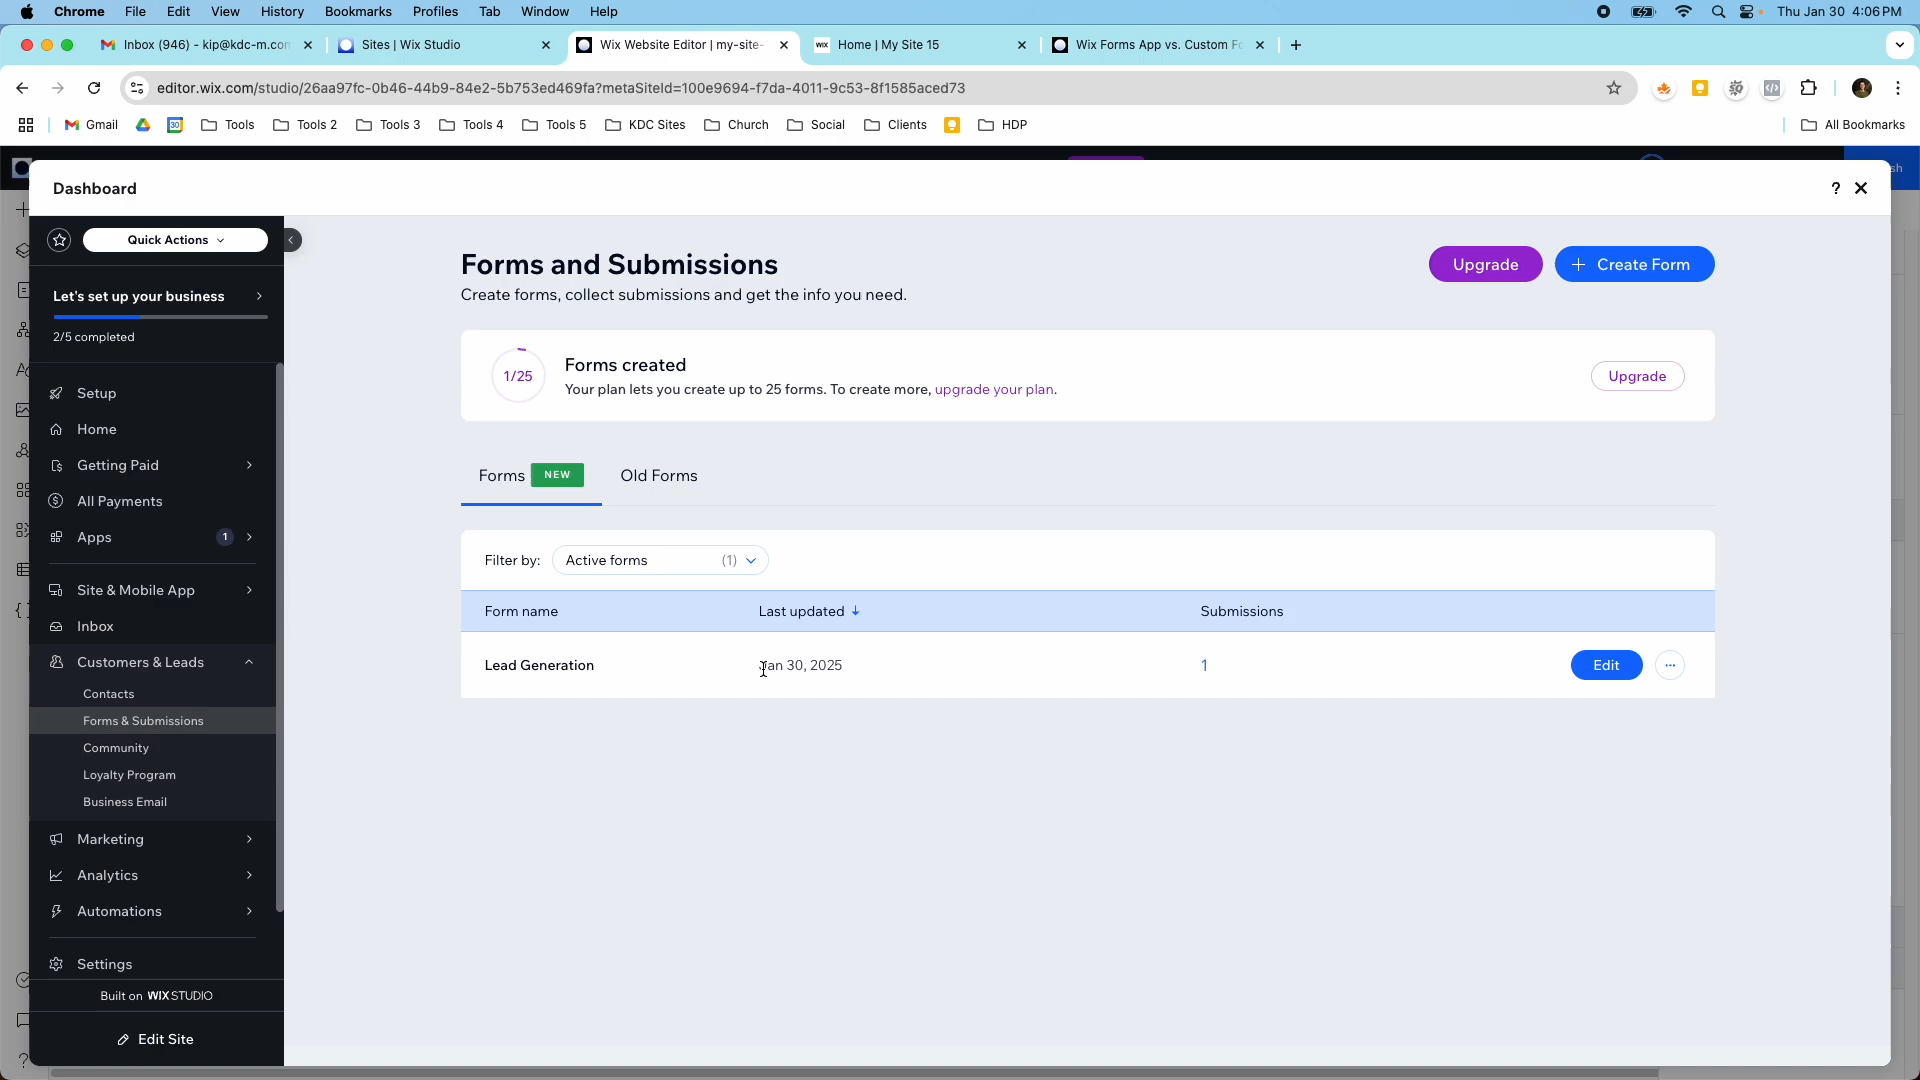 Chrome File Edit View History Bookmarks Profiles Tab Window Help Thu Jan 30 4:06 PM
Inbox (946) - kip@kdc-m.con Sites | Wix Studio Wix Website Editor | my-site- Home | My Site 15 Wix Forms App vs. Custom Fo
editor.wix.com/studio/26aa97fc-0b46-44b9-84e2-5b753ed469fa?metaSiteId=100e9694-f7da-4011-9c53-8f1585aced73
Gmail Tools Tools 2 Tools 3 Tools 4 Tools 5 KDC Sites Church Social Clients HDP All Bookmarks
Dashboard
Quick Actions
Let's set up your business
2/5 completed
Setup
Home
Getting Paid
All Payments
Apps 1
Site & Mobile App
Inbox
Customers & Leads
Contacts
Forms & Submissions
Community
Loyalty Program
Business Email
Marketing
Analytics
Automations
Settings
Built on WIX STUDIO
Edit Site
Forms and Submissions
Create forms, collect submissions and get the info you need.
Upgrade + Create Form
1/25
Forms created
Your plan lets you create up to 25 forms. To create more, upgrade your plan.
Upgrade
Forms NEW Old Forms
Filter by: Active forms (1)
Form name Last updated Submissions
Lead Generation Jan 30, 2025 1 Edit